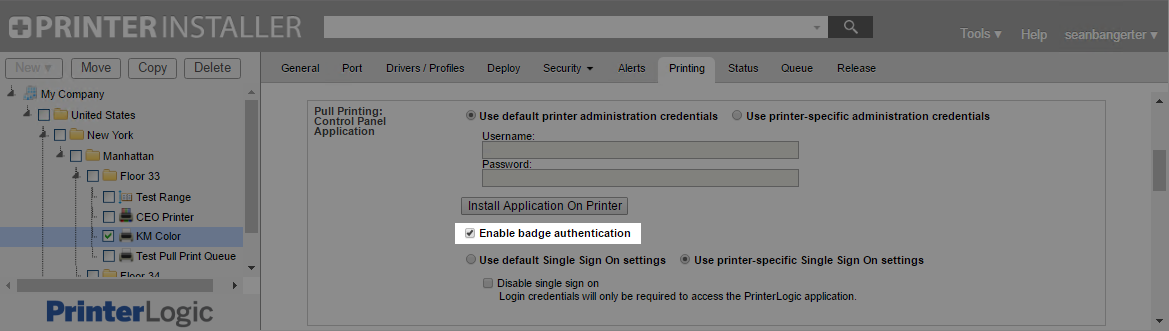 PRINTER INSTALLER
Tools ▾ Help seanbangerter ▾
New ▾ Move Copy Delete
General Port Drivers / Profiles Deploy Security ▾ Alerts Printing Status Queue Release
My Company
United States
New York
Manhattan
Floor 33
Test Range
CEO Printer
KM Color
Test Pull Print Queue
Floor 34
PrinterLogic
Pull Printing:
Control Panel
Application
Use default printer administration credentials Use printer-specific administration credentials
Username:
Password:
Install Application On Printer
Enable badge authentication
Use default Single Sign On settings Use printer-specific Single Sign On settings
Disable single sign on
Login credentials will only be required to access the PrinterLogic application.